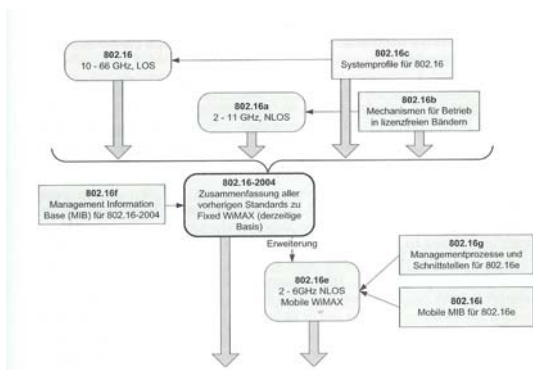 802.16
10 - 66 GHz, LOS
802.16c
Systemprofile für 802.16
802.16a
2 - 11 GHz, NLOS
802.16b
Mechanismen für Betrieb
in lizenzfreien Bändern
802.16f
Management Information
Base (MIB) für 802.16-2004
802.16-2004
Zusammenfassung aller
vorherigen Standards zu
Fixed WiMAX (derzeitige
Basis)
Erweiterung
802.16g
Managementprozesse und
Schnittstellen für 802.16e
802.16e
2 - 6GHz NLOS
Mobile WiMAX
802.16i
Mobile MIB für 802.16e